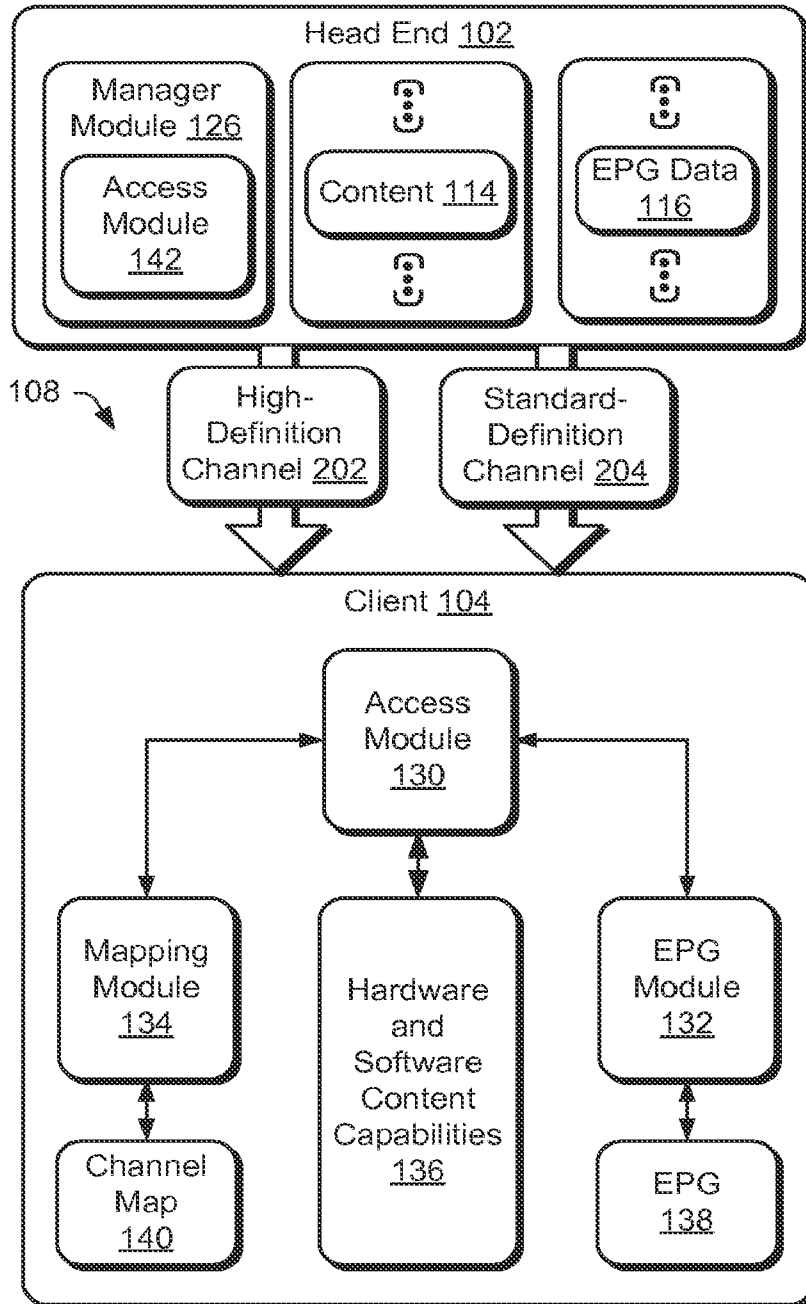 Head End 102
Manager
Module 126
Access
Module
142
Content 114
EPG Data
116
108
High-
Definition
Channel 202
Standard-
Definition
Channel 204
Client 104
Access
Module
130
Mapping
Module
134
Hardware
and
Software
Content
Capabilities
136
EPG
Module
132
Channel
Map
140
EPG
138